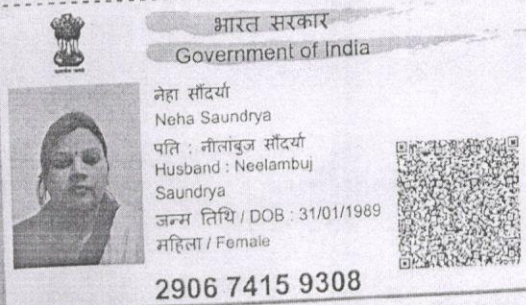 भारत सरकार
Government of India
नेहा सौंदर्या
Neha Saundrya
पति : नीलांबुज सौंदर्या
Husband : Neelambuj
Saundrya
जन्म तिथि / DOB : 31/01/1989
महिला / Female
2906 7415 9308